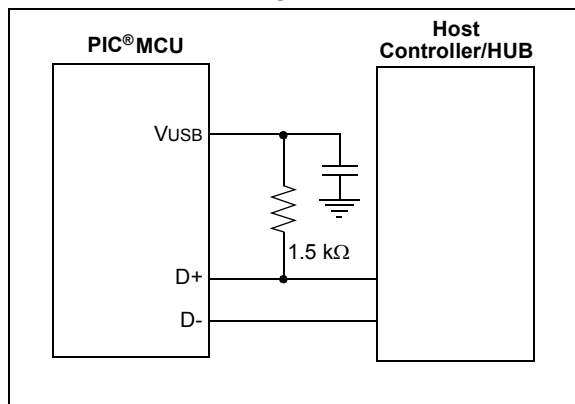 PIC®MCU
Host
Controller/HUB
VUSB
1.5 kΩ
D+
D-